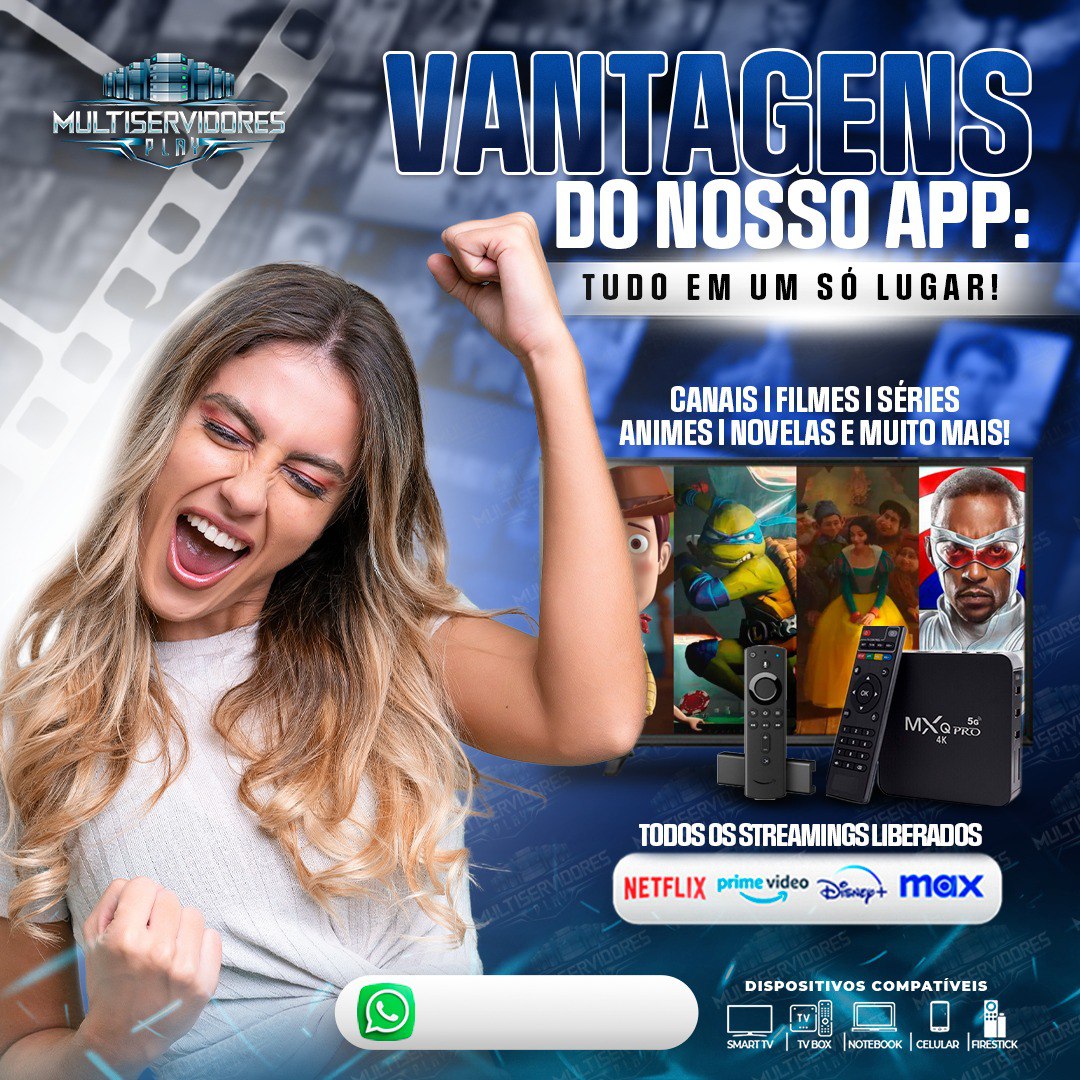 MULTISERVIDORES
PLAY
VANTAGENS
DO NOSSO APP:
TUDO EM UM SÓ LUGAR!
CANAIS | FILMES | SÉRIES
ANIMES | NOVELAS E MUITO MAIS!
OK
MXQ PRO 5G
4K
TODOS OS STREAMINGS LIBERADOS
NETFLIX prime video Disney+ max
DISPOSITIVOS COMPATÍVEIS
TV
SMART TV | TV BOX | NOTEBOOK | CELULAR | FIRESTICK